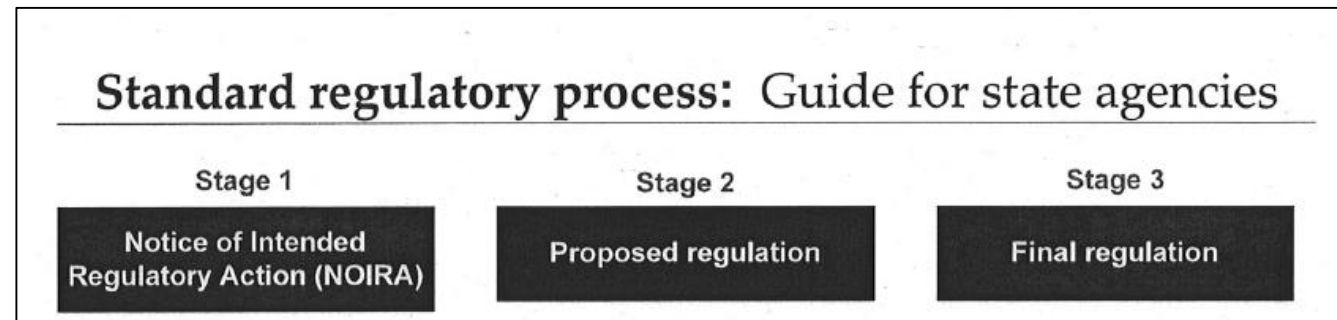 Standard regulatory process: Guide for state agencies
Stage 1
Notice of Intended
Regulatory Action (NOIRA)
Stage 2
Proposed regulation
Stage 3
Final regulation